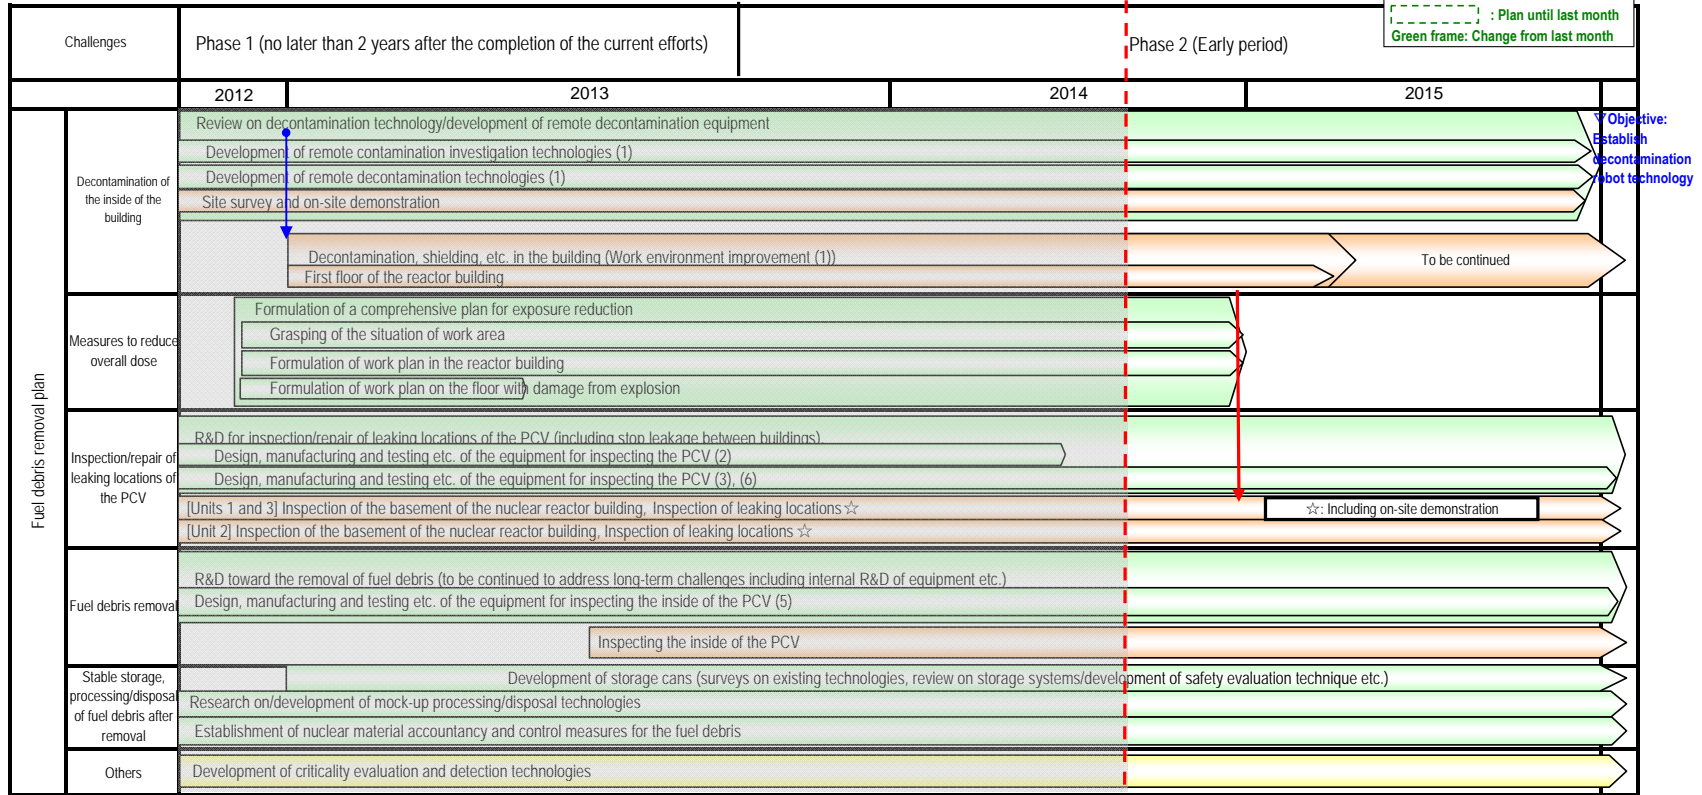 : Plan until last month
Green frame: Change from last month
Challenges
Phase 1 (no later than 2 years after the completion of the current efforts)
Phase 2 (Early period)
2012
2013
2014
2015
Fuel debris removal plan
Decontamination of
the inside of the
building
Review on decontamination technology/development of remote decontamination equipment
Development of remote contamination investigation technologies (1)
Development of remote decontamination technologies (1)
Site survey and on-site demonstration
▽Objective:
Establish
decontamination
robot technology
Decontamination, shielding, etc. in the building (Work environment improvement (1))
First floor of the reactor building
To be continued
Measures to reduce
overall dose
Formulation of a comprehensive plan for exposure reduction
Grasping of the situation of work area
Formulation of work plan in the reactor building
Formulation of work plan on the floor with damage from explosion
Inspection/repair of
leaking locations of
the PCV
R&D for inspection/repair of leaking locations of the PCV (including stop leakage between buildings).
Design, manufacturing and testing etc. of the equipment for inspecting the PCV (2)
Design, manufacturing and testing etc. of the equipment for inspecting the PCV (3), (6)
[Units 1 and 3] Inspection of the basement of the nuclear reactor building, Inspection of leaking locations☆
☆: Including on-site demonstration
[Unit 2] Inspection of the basement of the nuclear reactor building, Inspection of leaking locations ☆
Fuel debris removal
R&D toward the removal of fuel debris (to be continued to address long-term challenges including internal R&D of equipment etc.)
Design, manufacturing and testing etc. of the equipment for inspecting the inside of the PCV (5)
Inspecting the inside of the PCV
Stable storage,
processing/disposal
of fuel debris after
removal
Development of storage cans (surveys on existing technologies, review on storage systems/development of safety evaluation technique etc.)
Research on/development of mock-up processing/disposal technologies
Establishment of nuclear material accountancy and control measures for the fuel debris
Others
Development of criticality evaluation and detection technologies